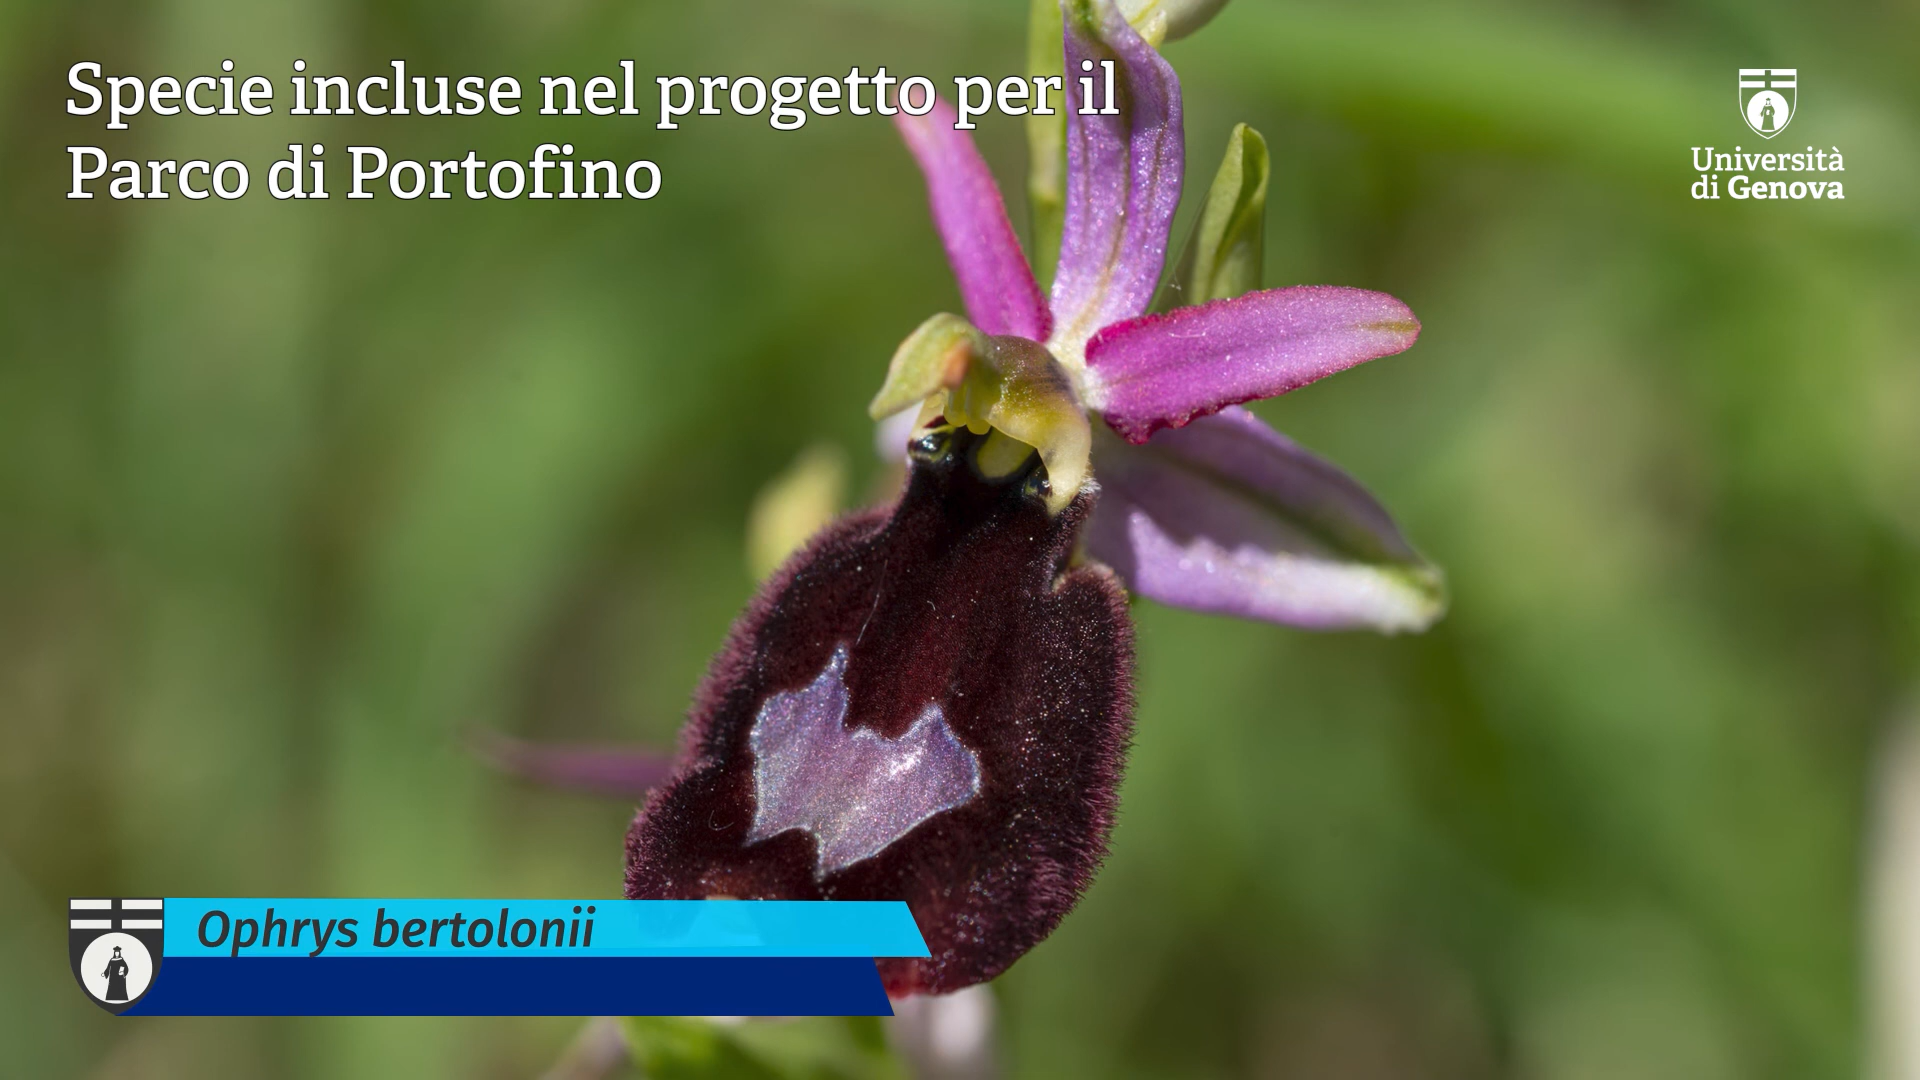 Specie incluse nel progetto per il
Parco di Portofino
Università
di Genova
Ophrys bertolonii